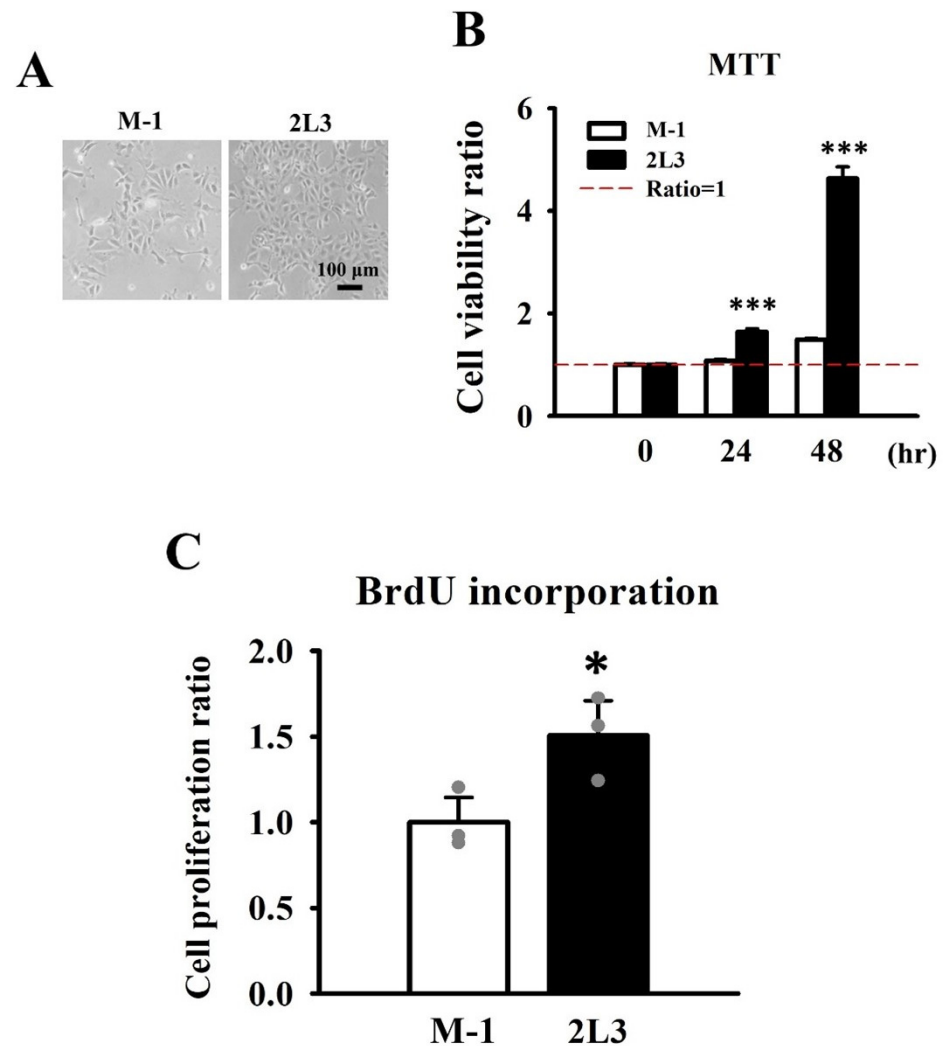 A
M-1
2L3
100 μm
B
MTT
Cell viability ratio
6
4
2
0
M-1
2L3
Ratio=1
***
***
0 24 48 (hr)
C
BrdU incorporation
Cell proliferation ratio
2.0
1.5
1.0
0.5
0.0
*
M-1 2L3